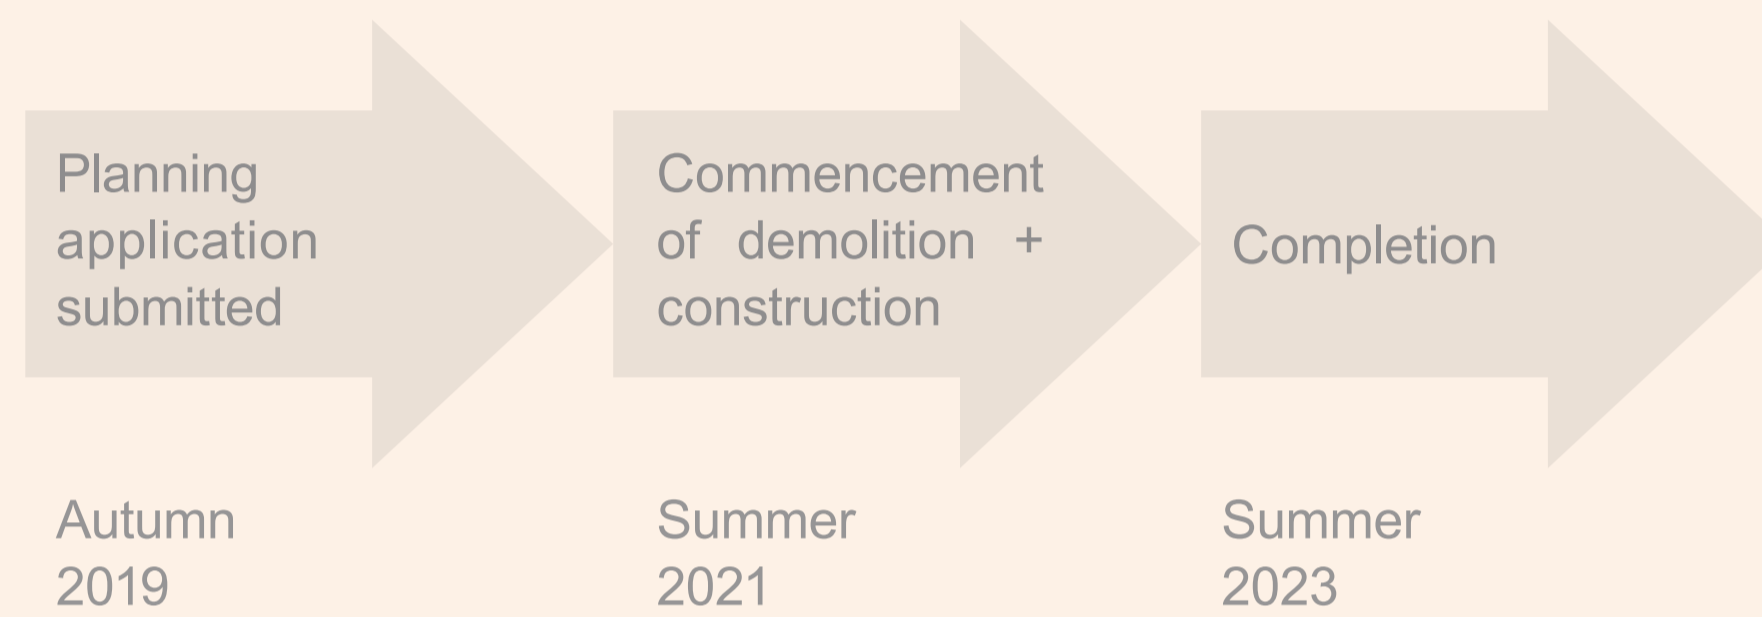 Planning
application
submitted
Autumn
2019
Commencement
of demolition +
construction
Summer
2021
Completion
Summer
2023